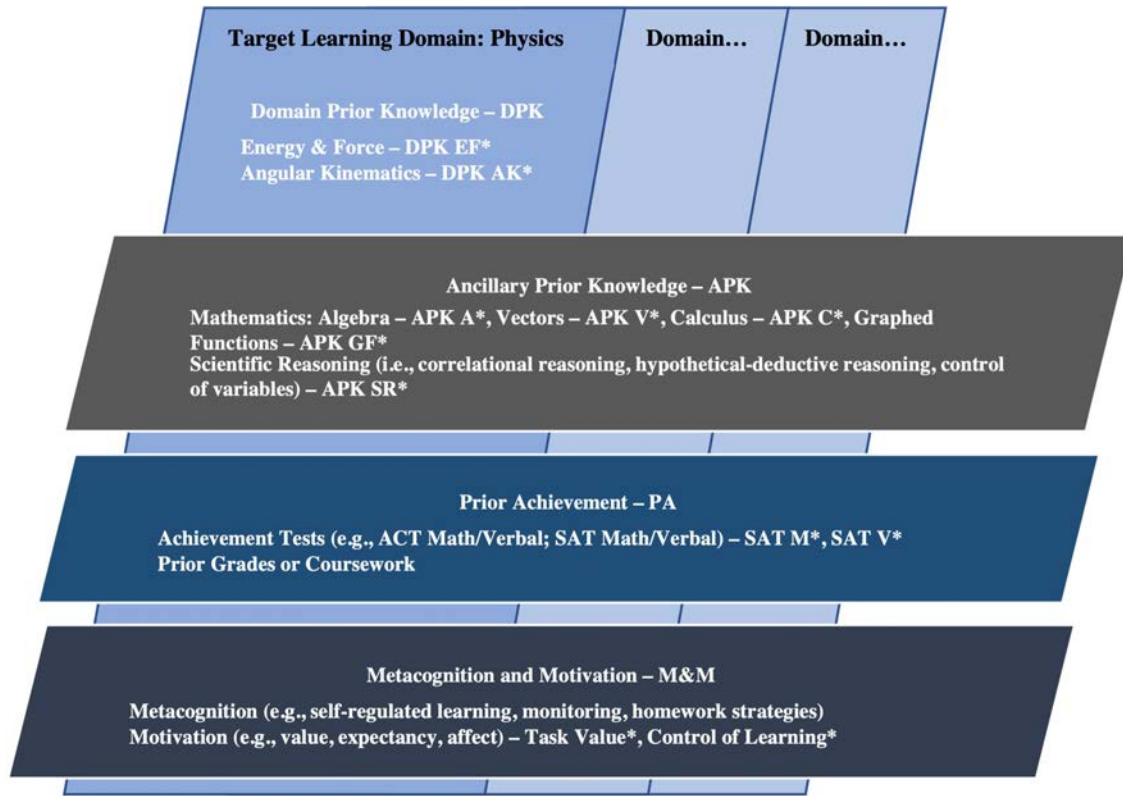 Target Learning Domain: Physics
Domain…
Domain…
Domain Prior Knowledge – DPK
Energy & Force – DPK EF*
Angular Kinematics – DPK AK*
Ancillary Prior Knowledge – APK
Mathematics: Algebra – APK A*, Vectors – APK V*, Calculus – APK C*, Graphed
Functions – APK GF*
Scientific Reasoning (i.e., correlational reasoning, hypothetical-deductive reasoning, control
of variables) – APK SR*
Prior Achievement – PA
Achievement Tests (e.g., ACT Math/Verbal; SAT Math/Verbal) – SAT M*, SAT V*
Prior Grades or Coursework
Metacognition and Motivation – M&M
Metacognition (e.g., self-regulated learning, monitoring, homework strategies)
Motivation (e.g., value, expectancy, affect) – Task Value*, Control of Learning*